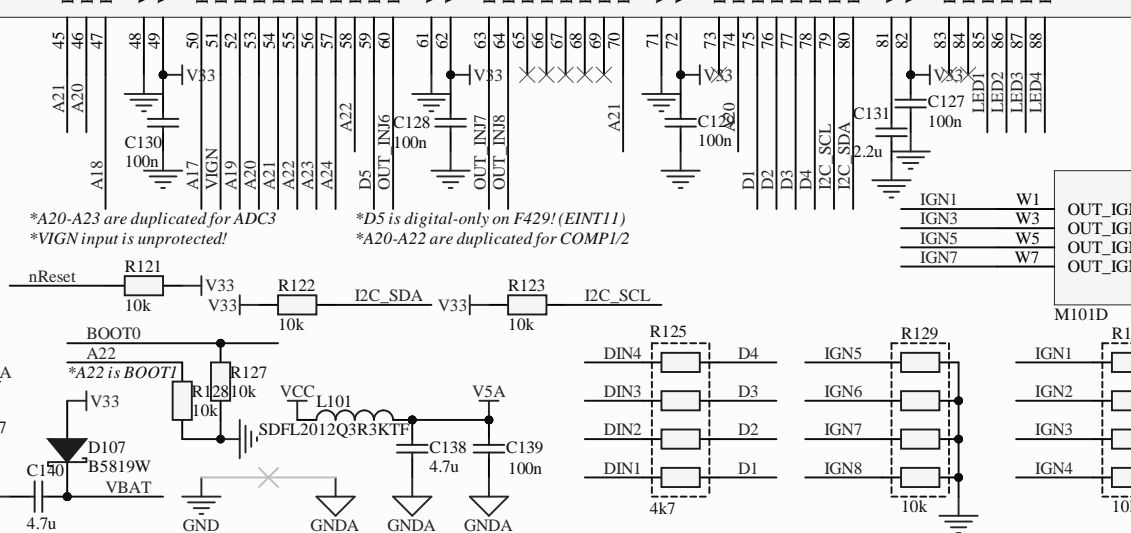 45 46 47 48 49 50 51 52 53 54 55 56 57 58 59 60 61 62 63 64 65 66 67 68 69 70 71 72 73 74 75 76 77 78 79 80 81 82 83 84 85 86 87 88
V33 V33 V33 V33
A21 A20 A22 A21 A20 LED1 LED2 LED3 LED4
C130 C128 C129 C131 C127
100n 100n 100n 2.2u 100n
A18 A17 VIGN A19 A20 A21 A22 A23 A24 D5 OUT_INJ6 OUT_INJ7 OUT_INJ8 D1 D2 D3 D4 I2C_SCL I2C_SDA
*A20-A23 are duplicated for ADC3
*VIGN input is unprotected!
*D5 is digital-only on F429! (EINT11)
*A20-A22 are duplicated for COMP1/2
IGN1 W1 OUT_IG
IGN3 W3 OUT_IG
IGN5 W5 OUT_IG
IGN7 W7 OUT_IG
M101D
nReset R121 V33
10k
V33 R122 I2C_SDA
10k
V33 R123 I2C_SCL
10k
BOOT0
A22
*A22 is BOOT1
R127
10k
R128
10k
V33
D107
B5819W
C140
4.7u
VBAT
VCC L101 V5A
SDFL2012Q3R3KTF
C138
4.7u
C139
100n
GND GNDA GNDA GNDA
R125
DIN4 D4
DIN3 D3
DIN2 D2
DIN1 D1
4k7
R129
IGN5
IGN6
IGN7
IGN8
10k
R1
IGN1
IGN2
IGN3
IGN4
10
A
7